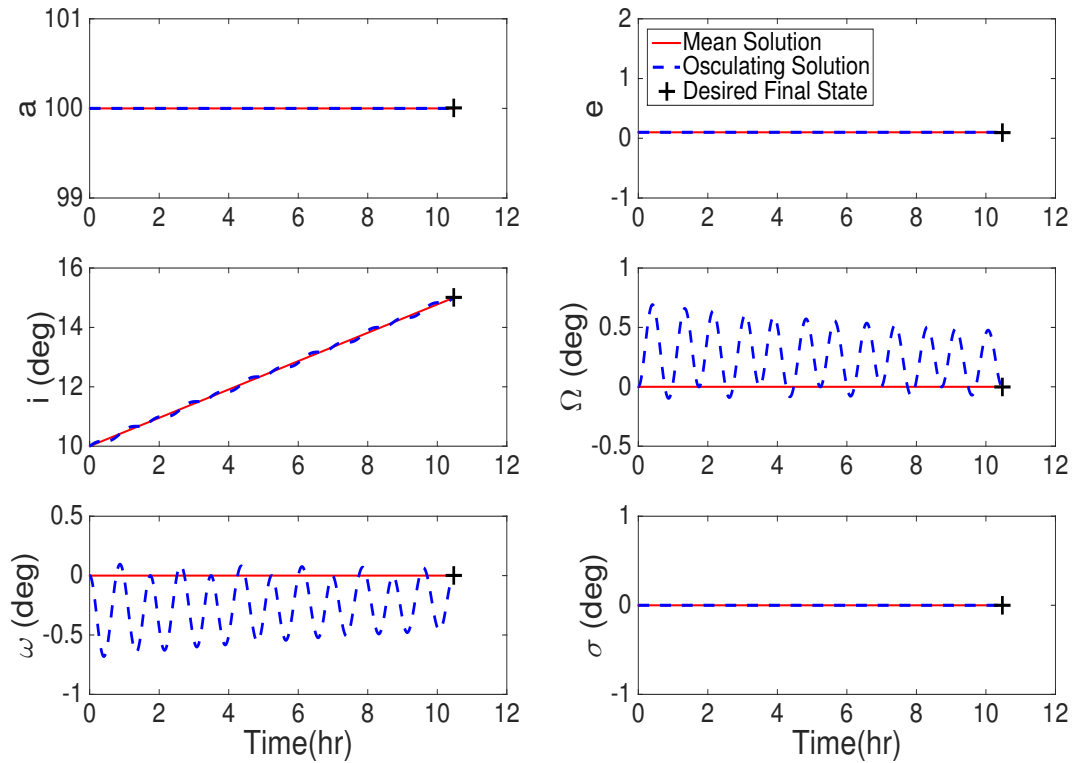 101
100
99
a
0 2 4 6 8 10 12
2
1
0
-1
e
0 2 4 6 8 10 12
Mean Solution
Osculating Solution
Desired Final State
16
14
12
10
i (deg)
0 2 4 6 8 10 12
1
0.5
0
-0.5
Ω (deg)
0 2 4 6 8 10 12
0.5
0
-0.5
-1
ω (deg)
0 2 4 6 8 10 12
Time(hr)
1
0
-1
σ (deg)
0 2 4 6 8 10 12
Time(hr)